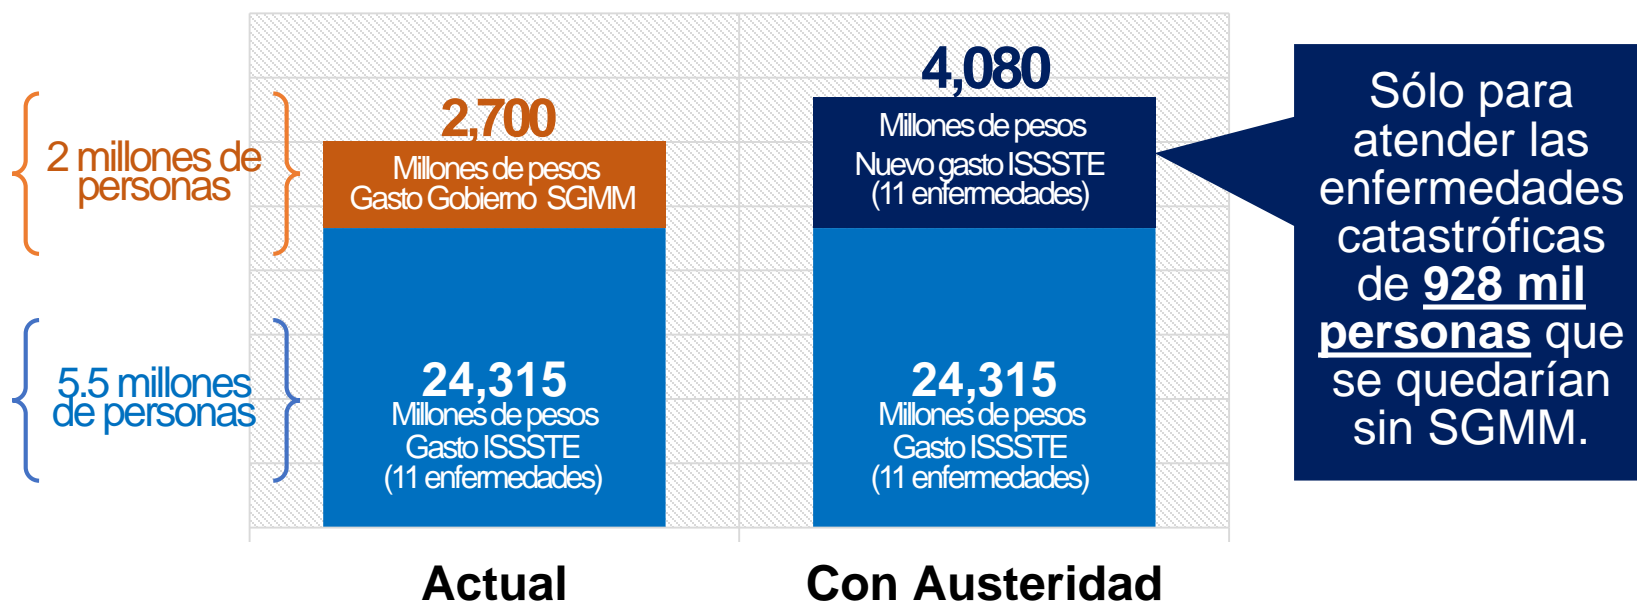 2 millones de
personas
5.5 millones
de personas
2,700
Millones de pesos
Gasto Gobierno SGMM
24,315
Millones de pesos
Gasto ISSSTE
(11 enfermedades)
Actual
4,080
Millones de pesos
Nuevo gasto ISSSTE
(11 enfermedades)
24,315
Millones de pesos
Gasto ISSSTE
(11 enfermedades)
Con Austeridad
Sólo para
atender las
enfermedades
catastróficas
de 928 mil
personas que
se quedarían
sin SGMM.